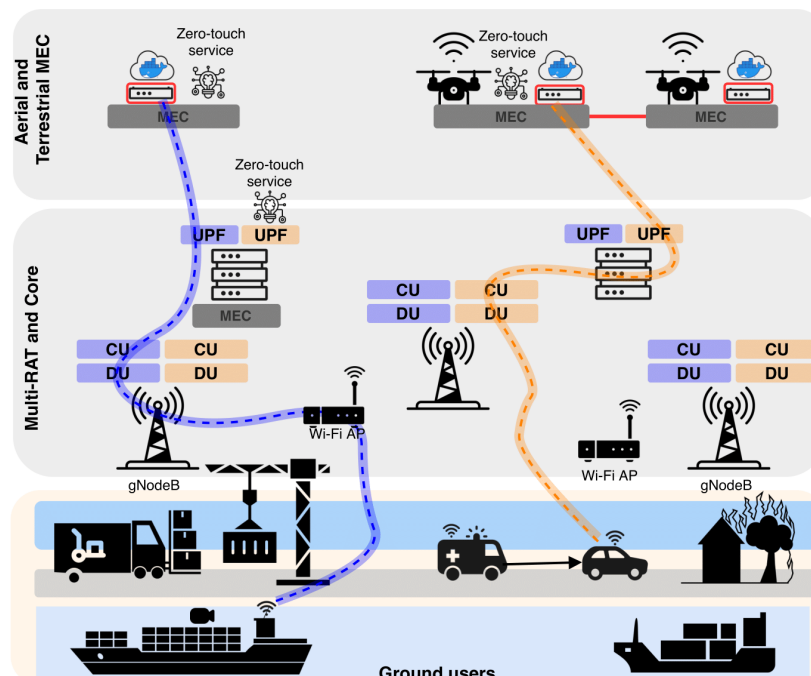 Aerial and
Terrestrial MEC
Zero-touch
service
MEC
Zero-touch
service
MEC
MEC
Multi-RAT and Core
Zero-touch
service
UPF
UPF
MEC
UPF
UPF
CU
CU
DU
DU
CU
CU
DU
DU
CU
CU
DU
DU
Wi-Fi AP
gNodeB
Wi-Fi AP
gNodeB
Ground users